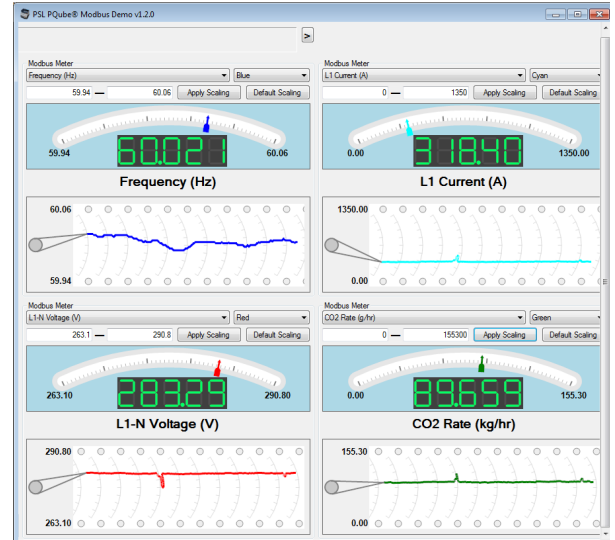 PSL PQube® Modbus Demo v1.2.0
>
Modbus Meter
Frequency (Hz) Blue
59.94 — 60.06 Apply Scaling Default Scaling
59.94 60.021 60.06
Frequency (Hz)
60.06
59.94
Modbus Meter
L1 Current (A) Cyan
0 — 1350 Apply Scaling Default Scaling
0.00 318.40 1350.00
L1 Current (A)
1350.00
0.00
Modbus Meter
L1-N Voltage (V) Red
263.1 — 290.8 Apply Scaling Default Scaling
263.10 283.29 290.80
L1-N Voltage (V)
290.80
263.10
Modbus Meter
CO2 Rate (g/hr) Green
0 — 155300 Apply Scaling Default Scaling
0.00 89.659 155.30
CO2 Rate (kg/hr)
155.30
0.00